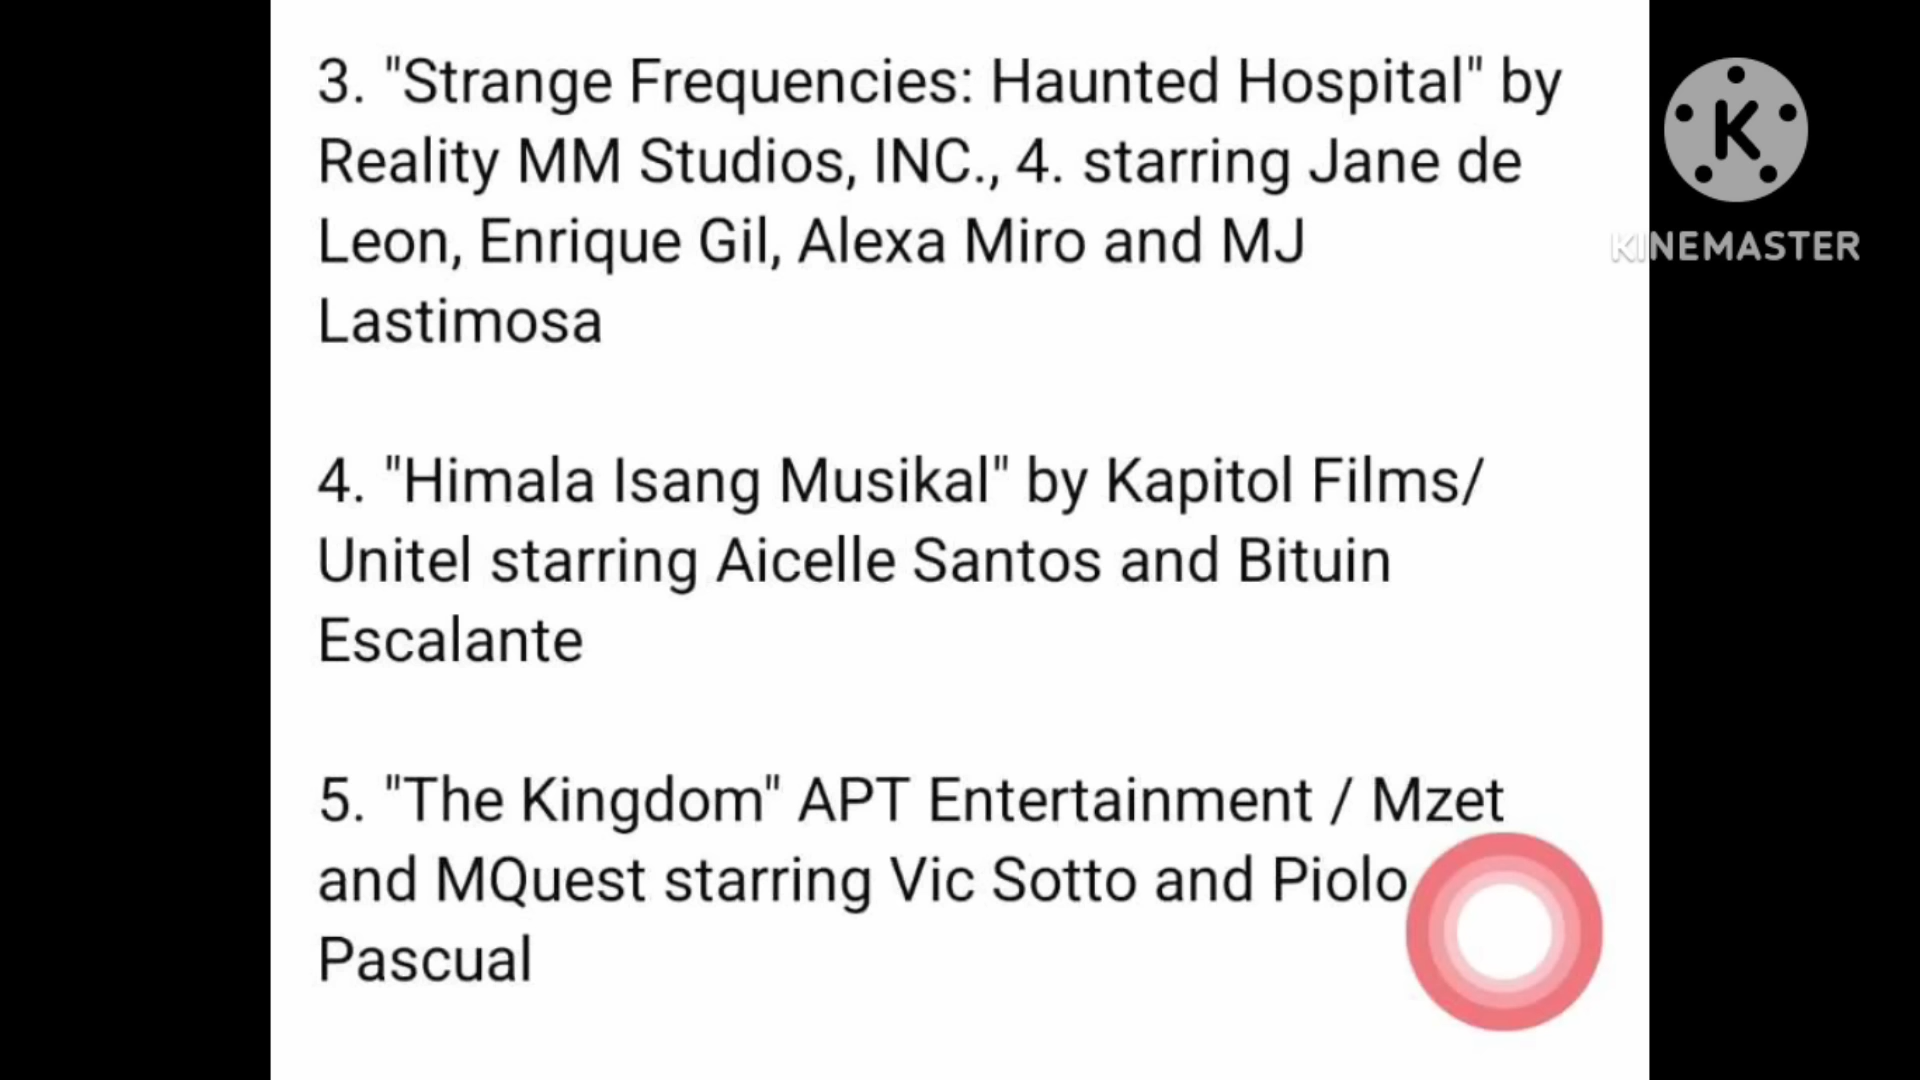 3. "Strange Frequencies: Haunted Hospital" by
Reality MM Studios, INC., 4. starring Jane de
Leon, Enrique Gil, Alexa Miro and MJ
Lastimosa
4. "Himala Isang Musikal" by Kapitol Films/
Unitel starring Aicelle Santos and Bituin
Escalante
5. "The Kingdom" APT Entertainment / Mzet
and MQuest starring Vic Sotto and Piolo
Pascual
K
KINEMASTER